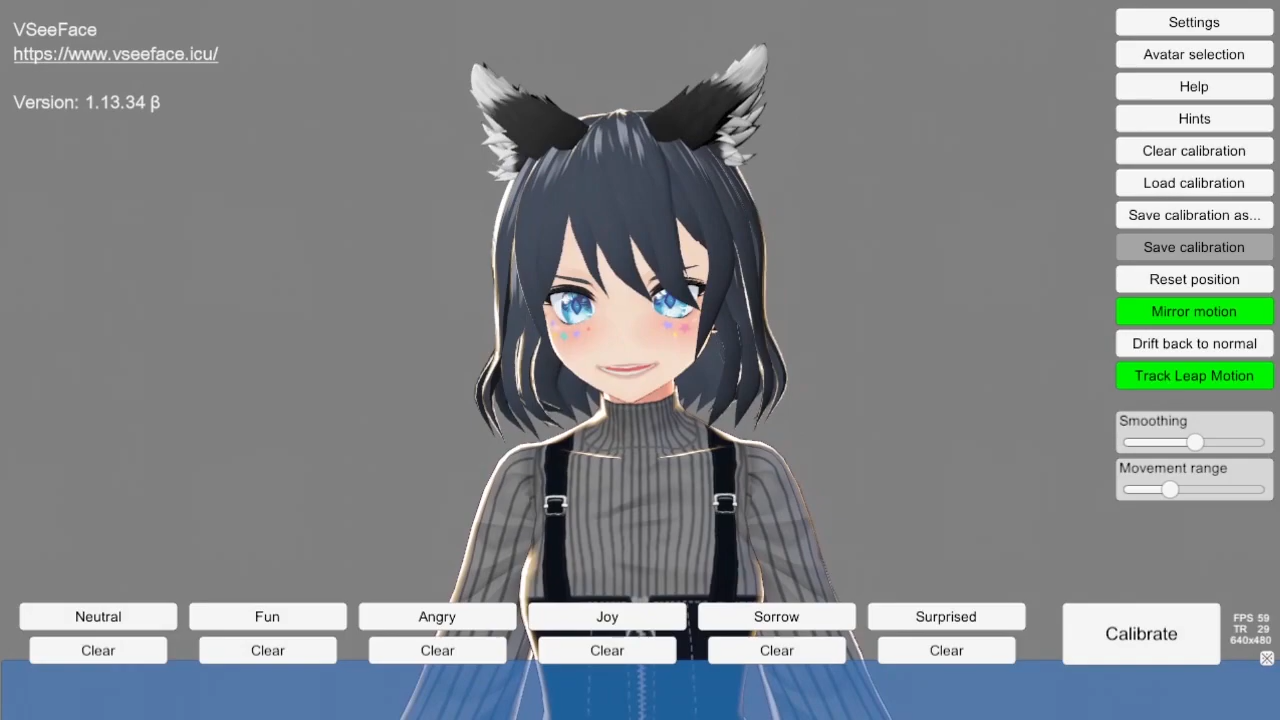 VSeeFace
https://www.vseeface.icu/
Version: 1.13.34 β
Settings
Avatar selection
Help
Hints
Clear calibration
Load calibration
Save calibration as...
Save calibration
Reset position
Mirror motion
Drift back to normal
Track Leap Motion
Smoothing
Movement range
Neutral
Fun
Angry
Joy
Sorrow
Surprised
Clear
Clear
Clear
Clear
Clear
Clear
Calibrate
FPS 59
TR 29
640x480